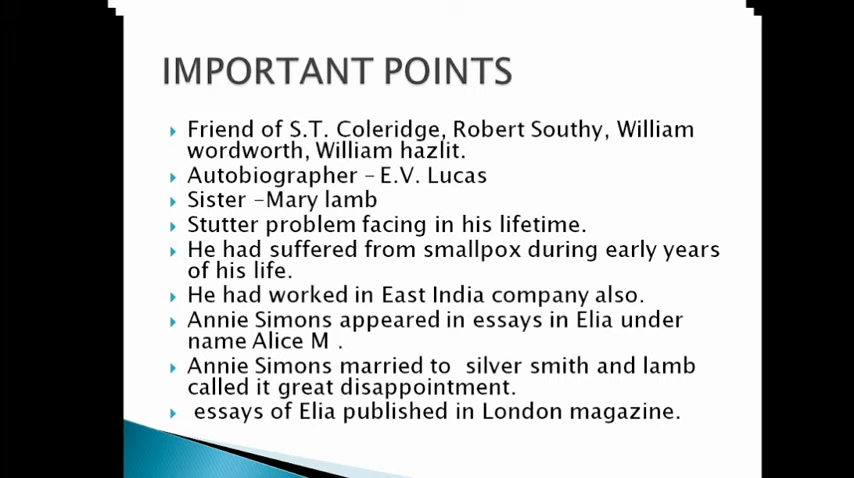 IMPORTANT POINTS
Friend of S.T. Coleridge, Robert Southy, William
wordworth, William hazlit.
Autobiographer – E.V. Lucas
Sister –Mary lamb
Stutter problem facing in his lifetime.
He had suffered from smallpox during early years
of his life.
He had worked in East India company also.
Annie Simons appeared in essays in Elia under
name Alice M .
Annie Simons married to silver smith and lamb
called it great disappointment.
essays of Elia published in London magazine.